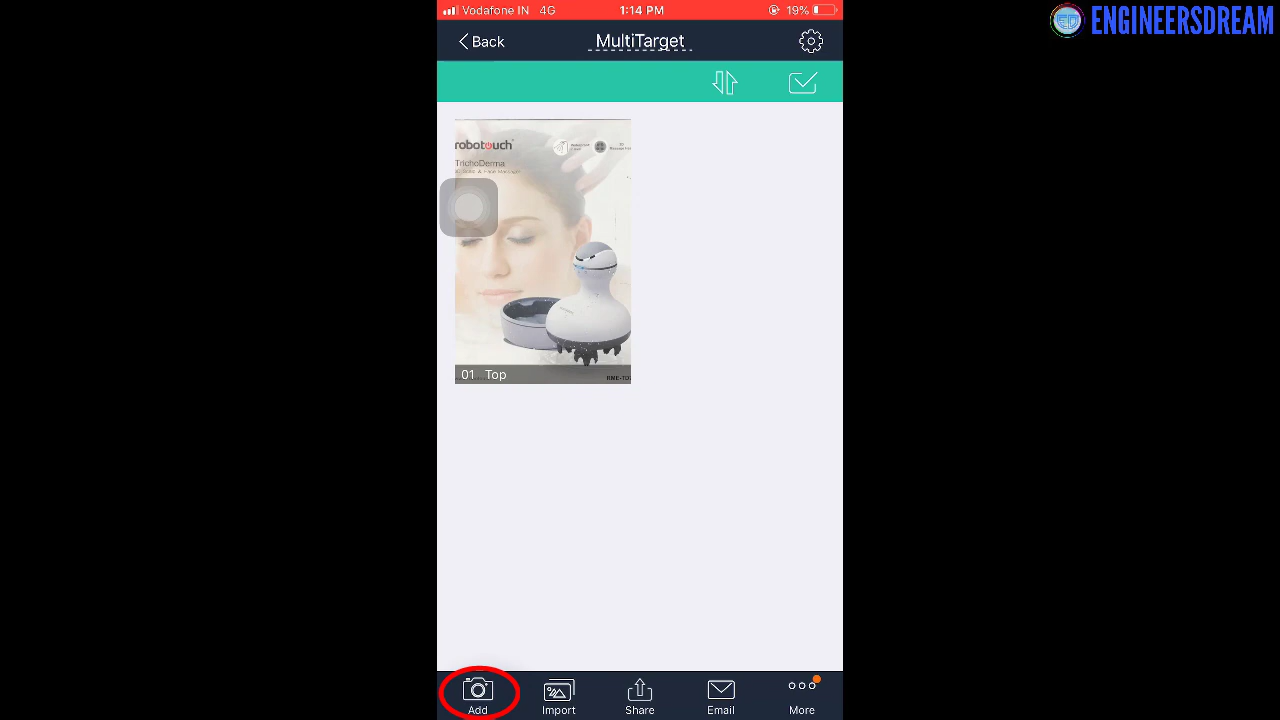 Vodafone IN 4G 1:14 PM 19%
ENGINEERSDREAM
Back MultiTarget
robotouch
TrichoDerma
01 Top
Add Import Share Email More